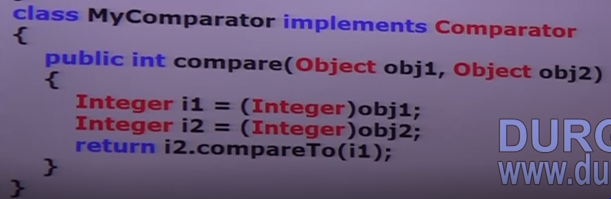 class MyComparator implements Comparator
{
public int compare(Object obj1, Object obj2)
{
Integer i1 = (Integer)obj1;
Integer i2 = (Integer)obj2;
return i2.compareTo(i1);
}
}
DURG
www.du